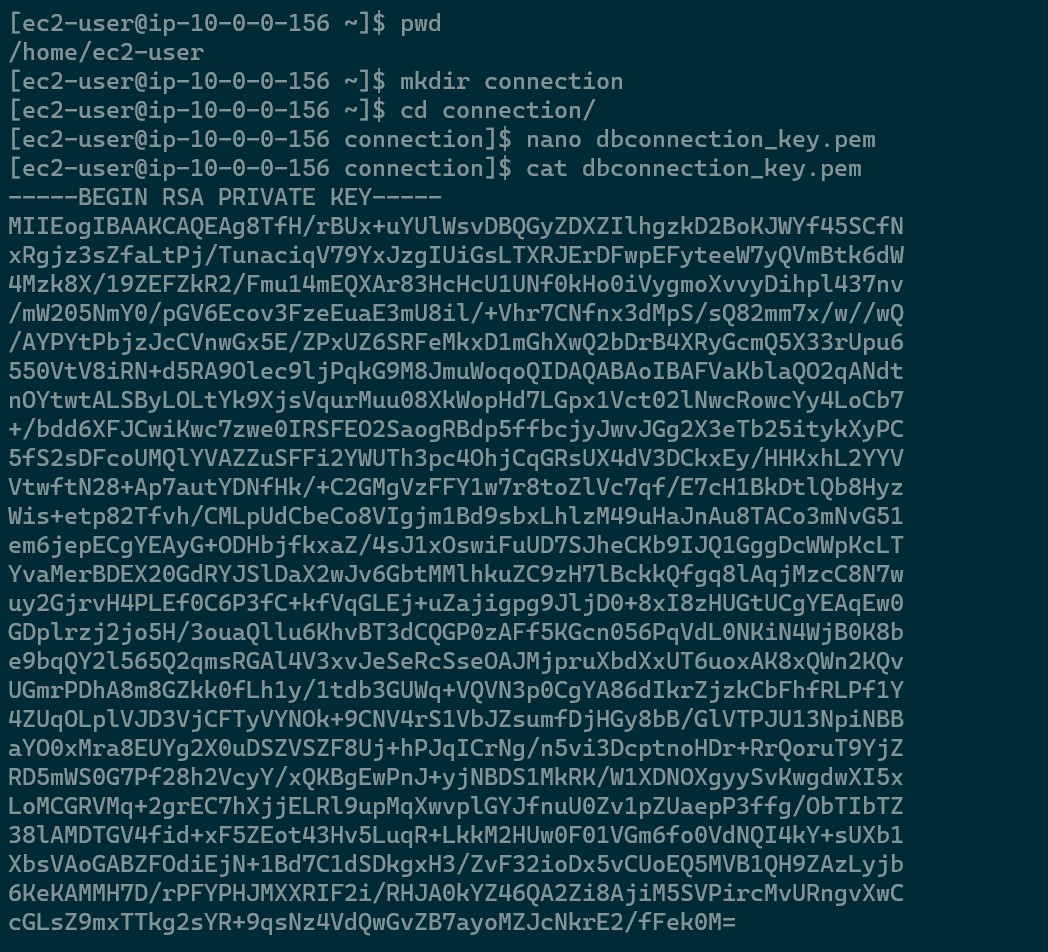 [ec2-user@ip-10-0-0-156 ~]$ pwd
/home/ec2-user
[ec2-user@ip-10-0-0-156 ~]$ mkdir connection
[ec2-user@ip-10-0-0-156 ~]$ cd connection/
[ec2-user@ip-10-0-0-156 connection]$ nano dbconnection_key.pem
[ec2-user@ip-10-0-0-156 connection]$ cat dbconnection_key.pem
-----BEGIN RSA PRIVATE KEY-----
MIIEogIBAAKCAQEAg8TfH/rBUx+uYUlWsvDBQGyZDXZIlhgzkD2BoKJWYf45SCfN
xRgjz3sZfaLtPj/TunaciqV79YxJzgIUiGsLTXRJErDFwpEFyteeW7yQVmBtk6dW
4Mzk8X/19ZEFZkR2/Fmu14mEQXAr83HcHcU1UNf0kHo0iVygmoXvvyDihpl437nv
/mW205NmY0/pGV6Ecov3FzeEuaE3mU8il/+Vhr7CNfnx3dMpS/sQ82mm7x/w//wQ
/AYPYtPbjzJcCVnwGx5E/ZPxUZ6SRFeMkxD1mGhXwQ2bDrB4XRyGcmQ5X33rUpu6
550VtV8iRN+d5RA9Olec9ljPqkG9M8JmuWoqoQIDAQABAoIBAFVaKblaQO2qANdt
nOYtwtALSByLOLtYk9XjsVqurMuu08XkWopHd7LGpx1Vct02lNwcRowcYy4LoCb7
+/bdd6XFJCwiKwc7zwe0IRSFEO2SaogRBdp5ffbcjyJwvJGg2X3eTb25itykXyPC
5fS2sDFcoUMQlYVAZZuSFFi2YWUTh3pc4OhjCqGRsUX4dV3DCkxEy/HHKxhL2YYV
VtwftN28+Ap7autYDNfHk/+C2GMgVzFFY1w7r8toZlVc7qf/E7cH1BkDtlQb8Hyz
Wis+etp82Tfvh/CMLpUdCbeCo8VIgjm1Bd9sbxLhlzM49uHaJnAu8TACo3mNvG51
em6jepECgYEAyG+ODHbjfkxaZ/4sJ1xOswiFuUD7SJheCKb9IJQ1GggDcWWpKcLT
YvaMerBDEX20GdRYJSlDaX2wJv6GbtMMlhkuZC9zH7lBckkQfgq8lAqjMzcC8N7w
uy2GjrvH4PLEf0C6P3fC+kfVqGLEj+uZajigpg9JljD0+8xI8zHUGtUCgYEAqEw0
GDplrzj2jo5H/3ouaQllu6KhvBT3dCQGP0zAFf5KGcn056PqVdL0NKiN4WjB0K8b
e9bqQY2l565Q2qmsRGAl4V3xvJeSeRcSseOAJMjpruXbdXxUT6uoxAK8xQWn2KQv
UGmrPDhA8m8GZkk0fLh1y/1tdb3GUWq+VQVN3p0CgYA86dIkrZjzkCbFhfRLPf1Y
4ZUqOLplVJD3VjCFTyVYNOk+9CNV4rS1VbJZsumfDjHGy8bB/GlVTPJU13NpiNBB
aYO0xMra8EUYg2X0uDSZVSZF8Uj+hPJqICrNg/n5vi3DcptnoHDr+RrQoruT9YjZ
RD5mWS0G7Pf28h2VcyY/xQKBgEwPnJ+yjNBDS1MkRK/W1XDNOXgyySvKwgdwXI5x
LoMCGRVMq+2grEC7hXjjELRl9upMqXwvplGYJfnuU0Zv1pZUaepP3ffg/ObTIbTZ
38lAMDTGV4fid+xF5ZEot43Hv5LuqR+LkkM2HUw0F01VGm6fo0VdNQI4kY+sUXb1
XbsVAoGABZFOdiEjN+1Bd7C1dSDkgxH3/ZvF32ioDx5vCUoEQ5MVB1QH9ZAzLyjb
6KeKAMMH7D/rPFYPHJMXXRIF2i/RHJA0kYZ46QA2Zi8AjiM5SVPircMvURngvXwC
cGLsZ9mxTTkg2sYR+9qsNz4VdQwGvZB7ayoMZJcNkrE2/fFek0M=